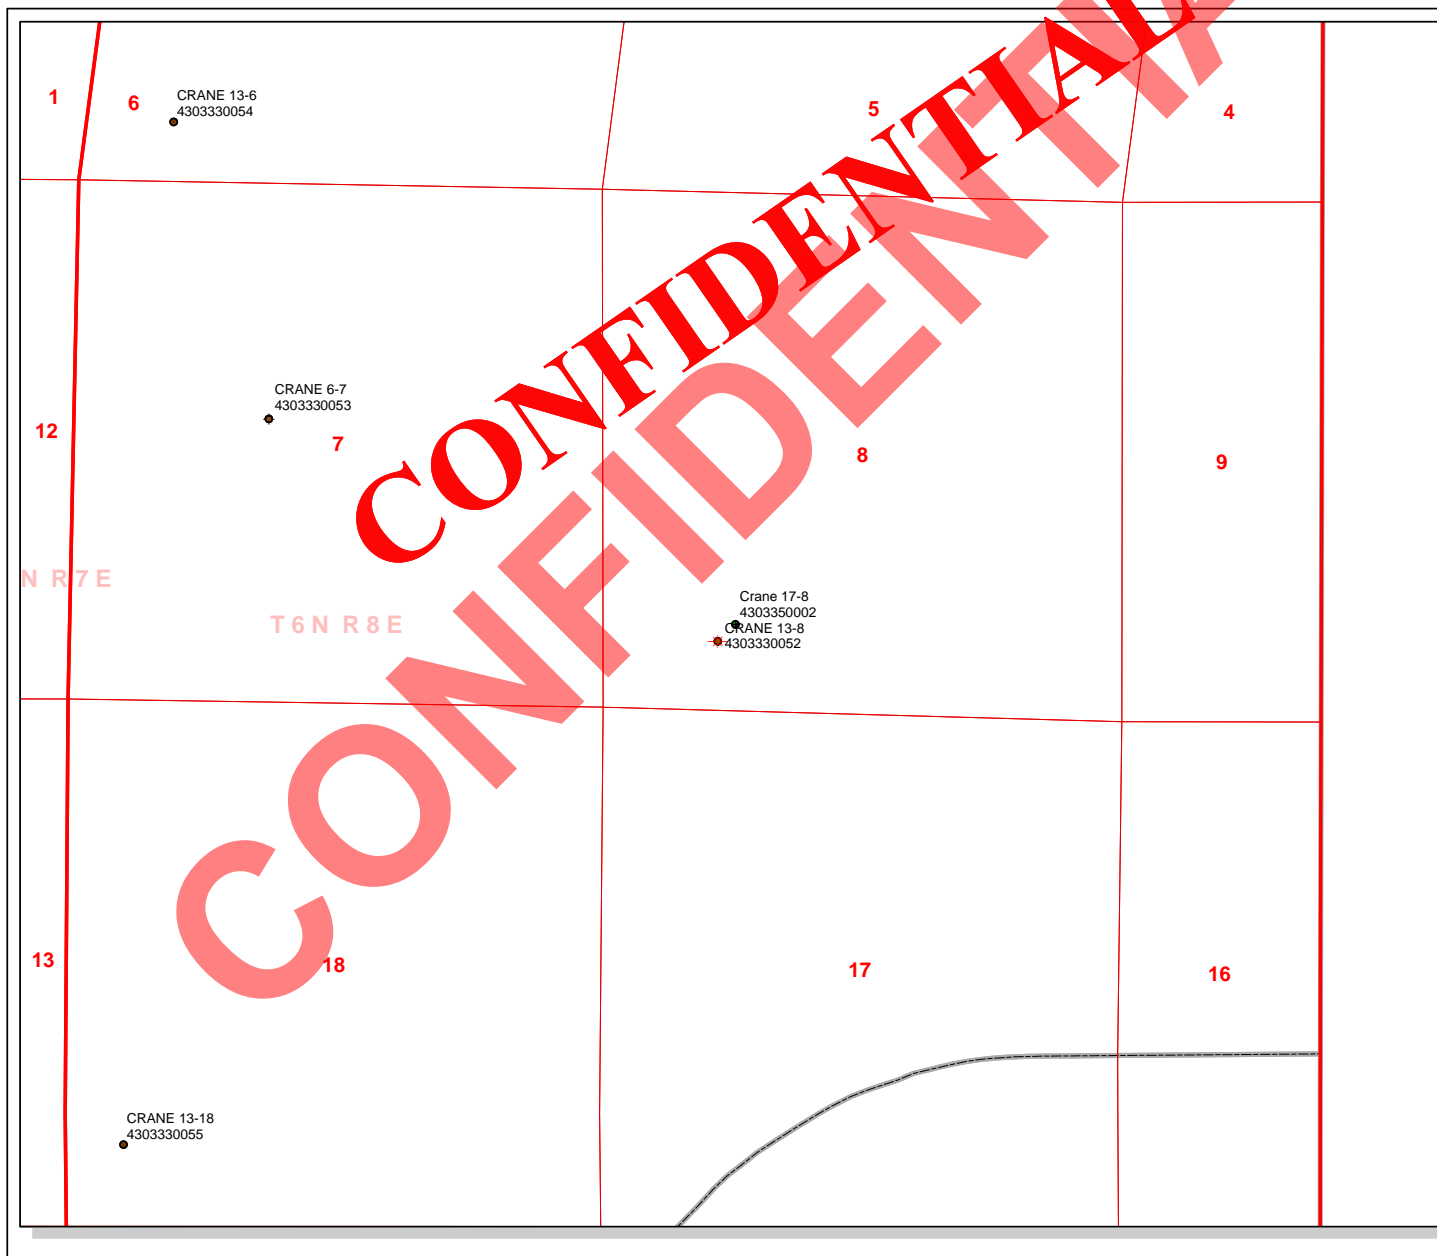 1
6
CRANE 13-6
4303330054
5
4
CRANE 6-7
4303330053
12
7
8
9
CONFIDENTIAL
N R 7 E
T 6 N R 8 E
Crane 17-8
4303350002
CRANE 13-8
4303330052
13
18
17
16
CRANE 13-18
4303330055
CONFIDENTIA